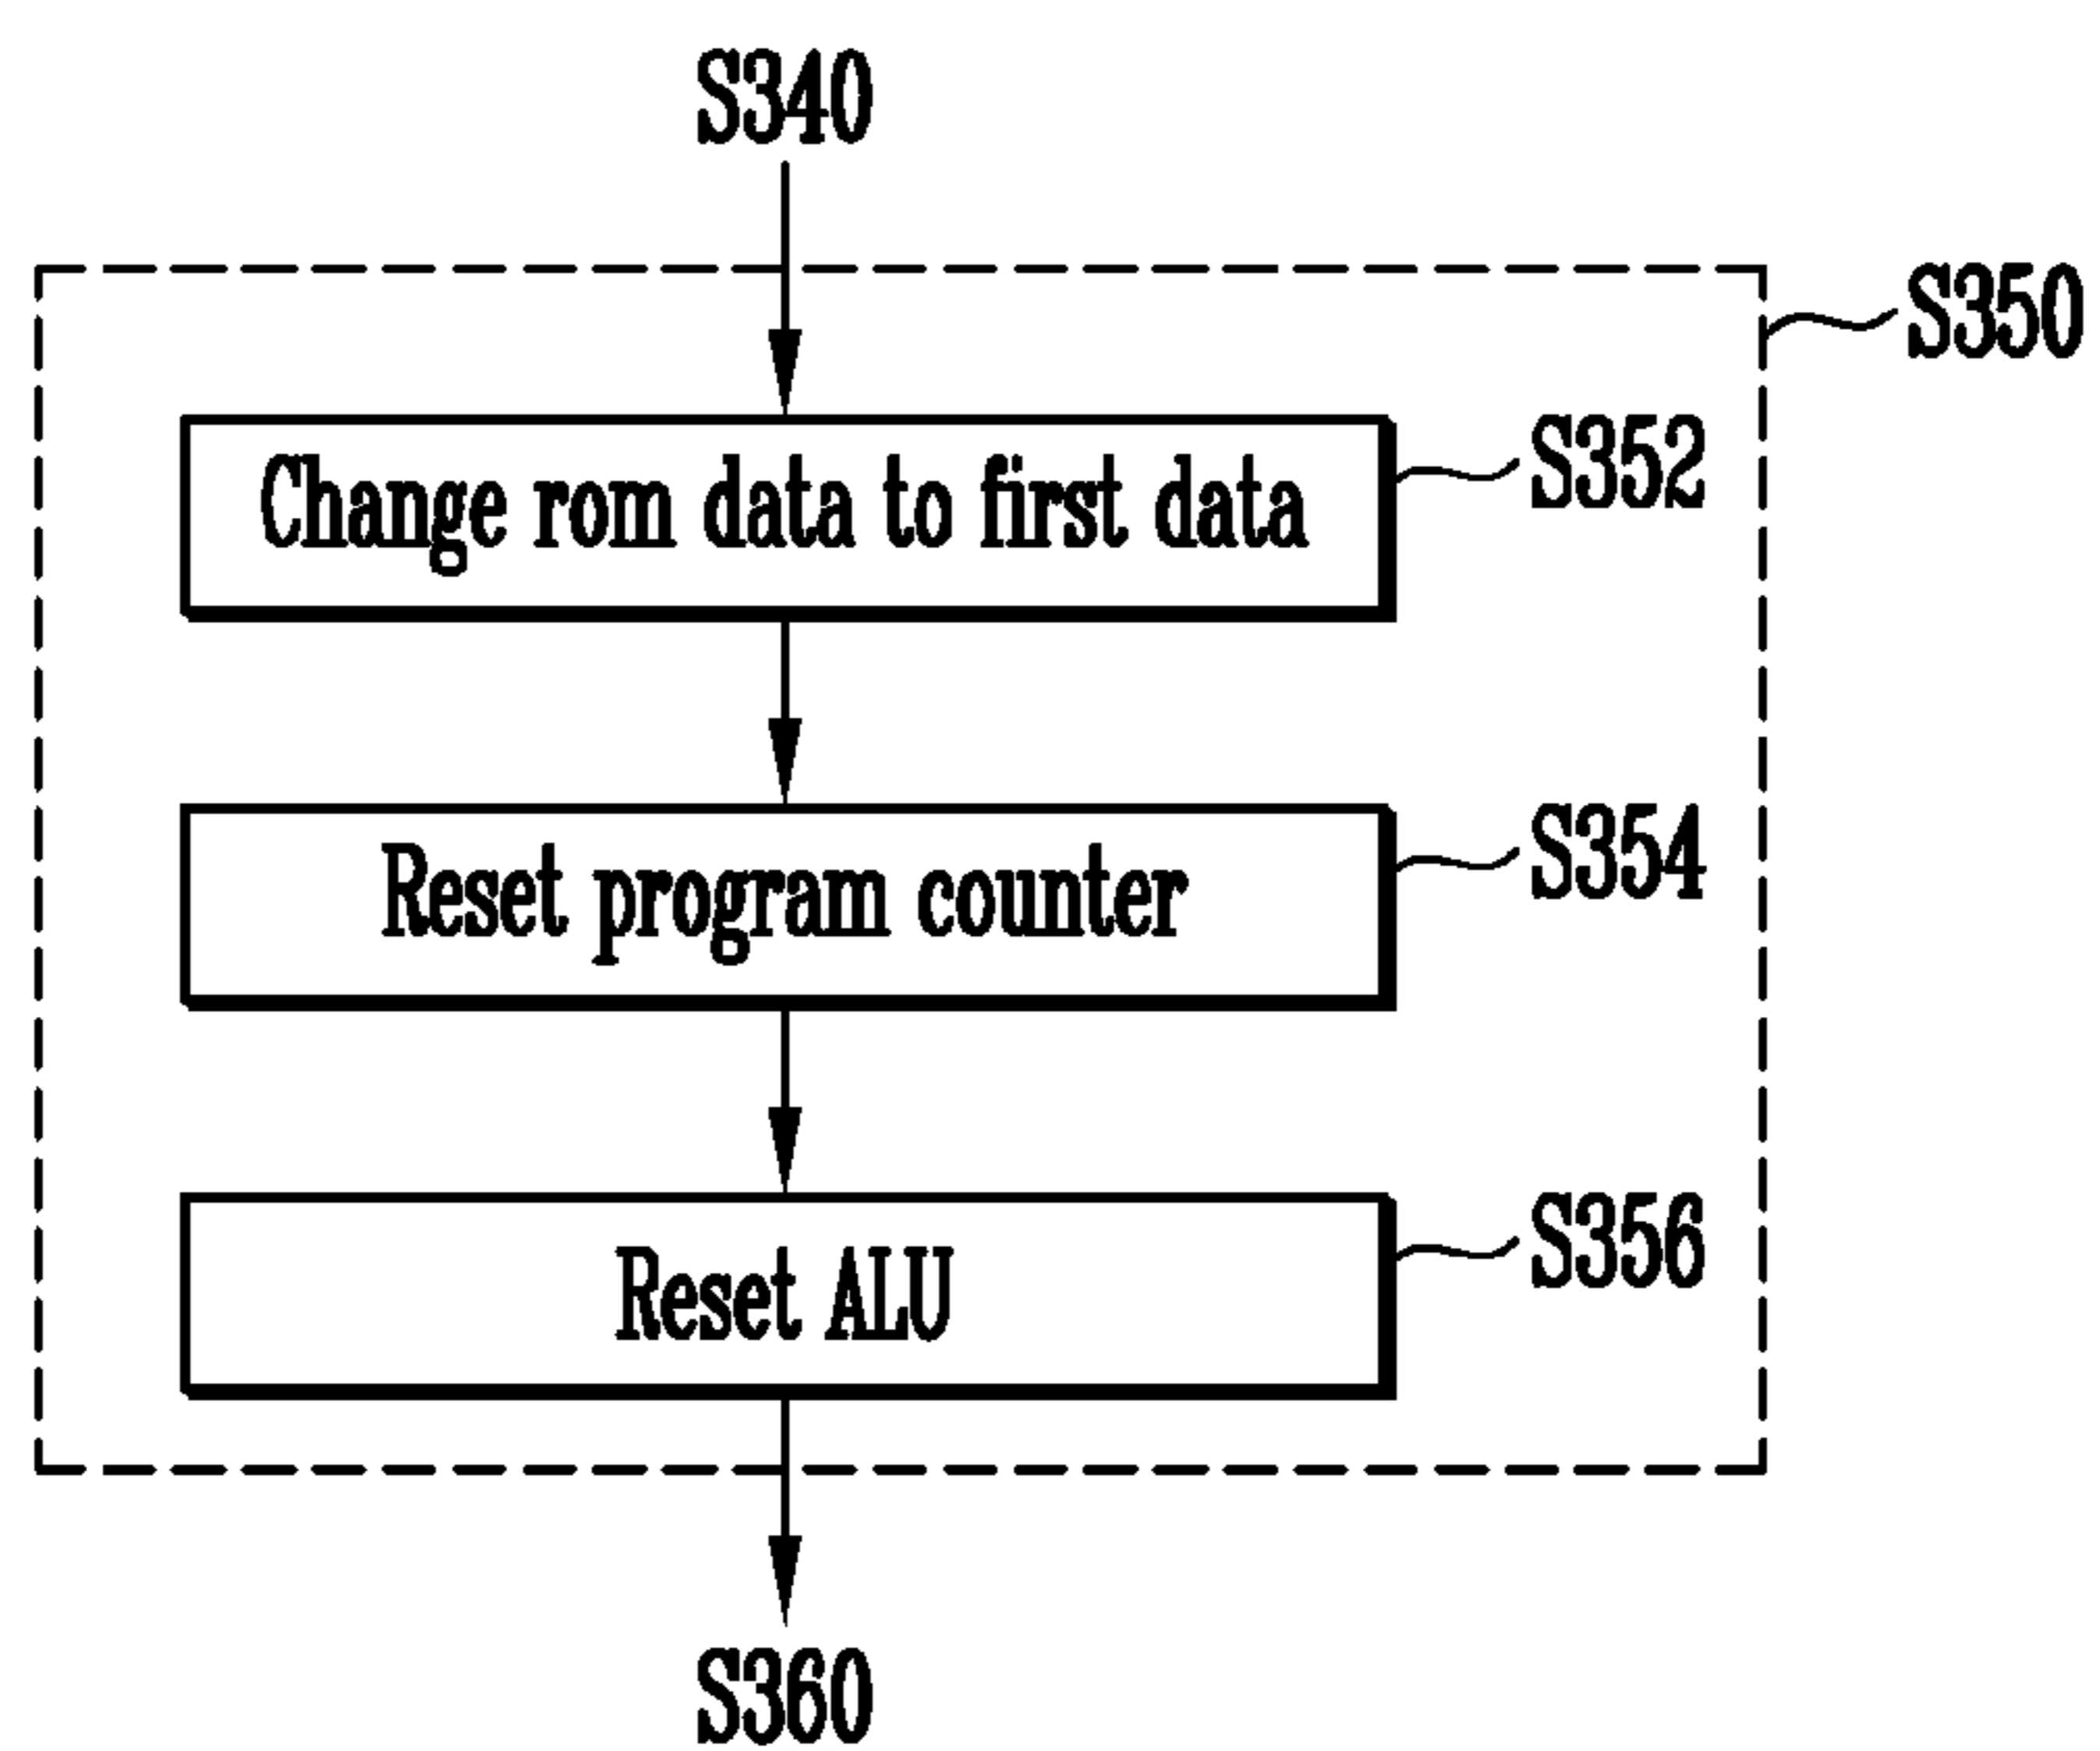 S340
S350
Change rom data to first data
S352
Reset program counter
S354
Reset ALU
S356
S360